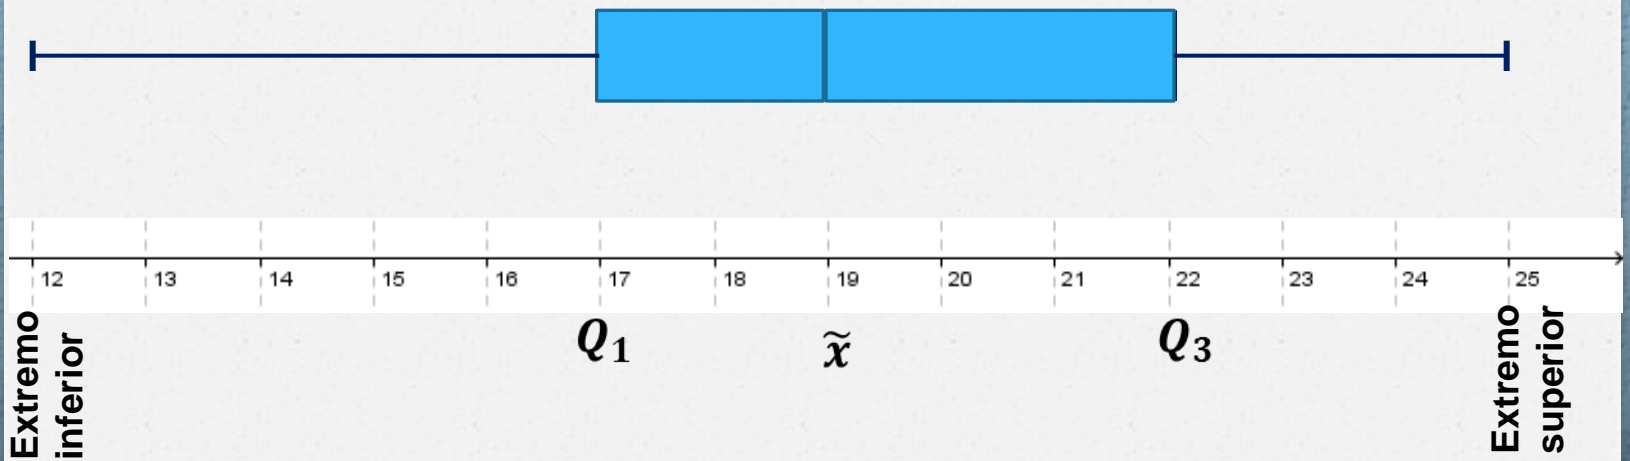 12 13 14 15 16 17 18 19 20 21 22 23 24 25
Q₁ x̃ Q₃
Extremo
inferior
Extremo
superior